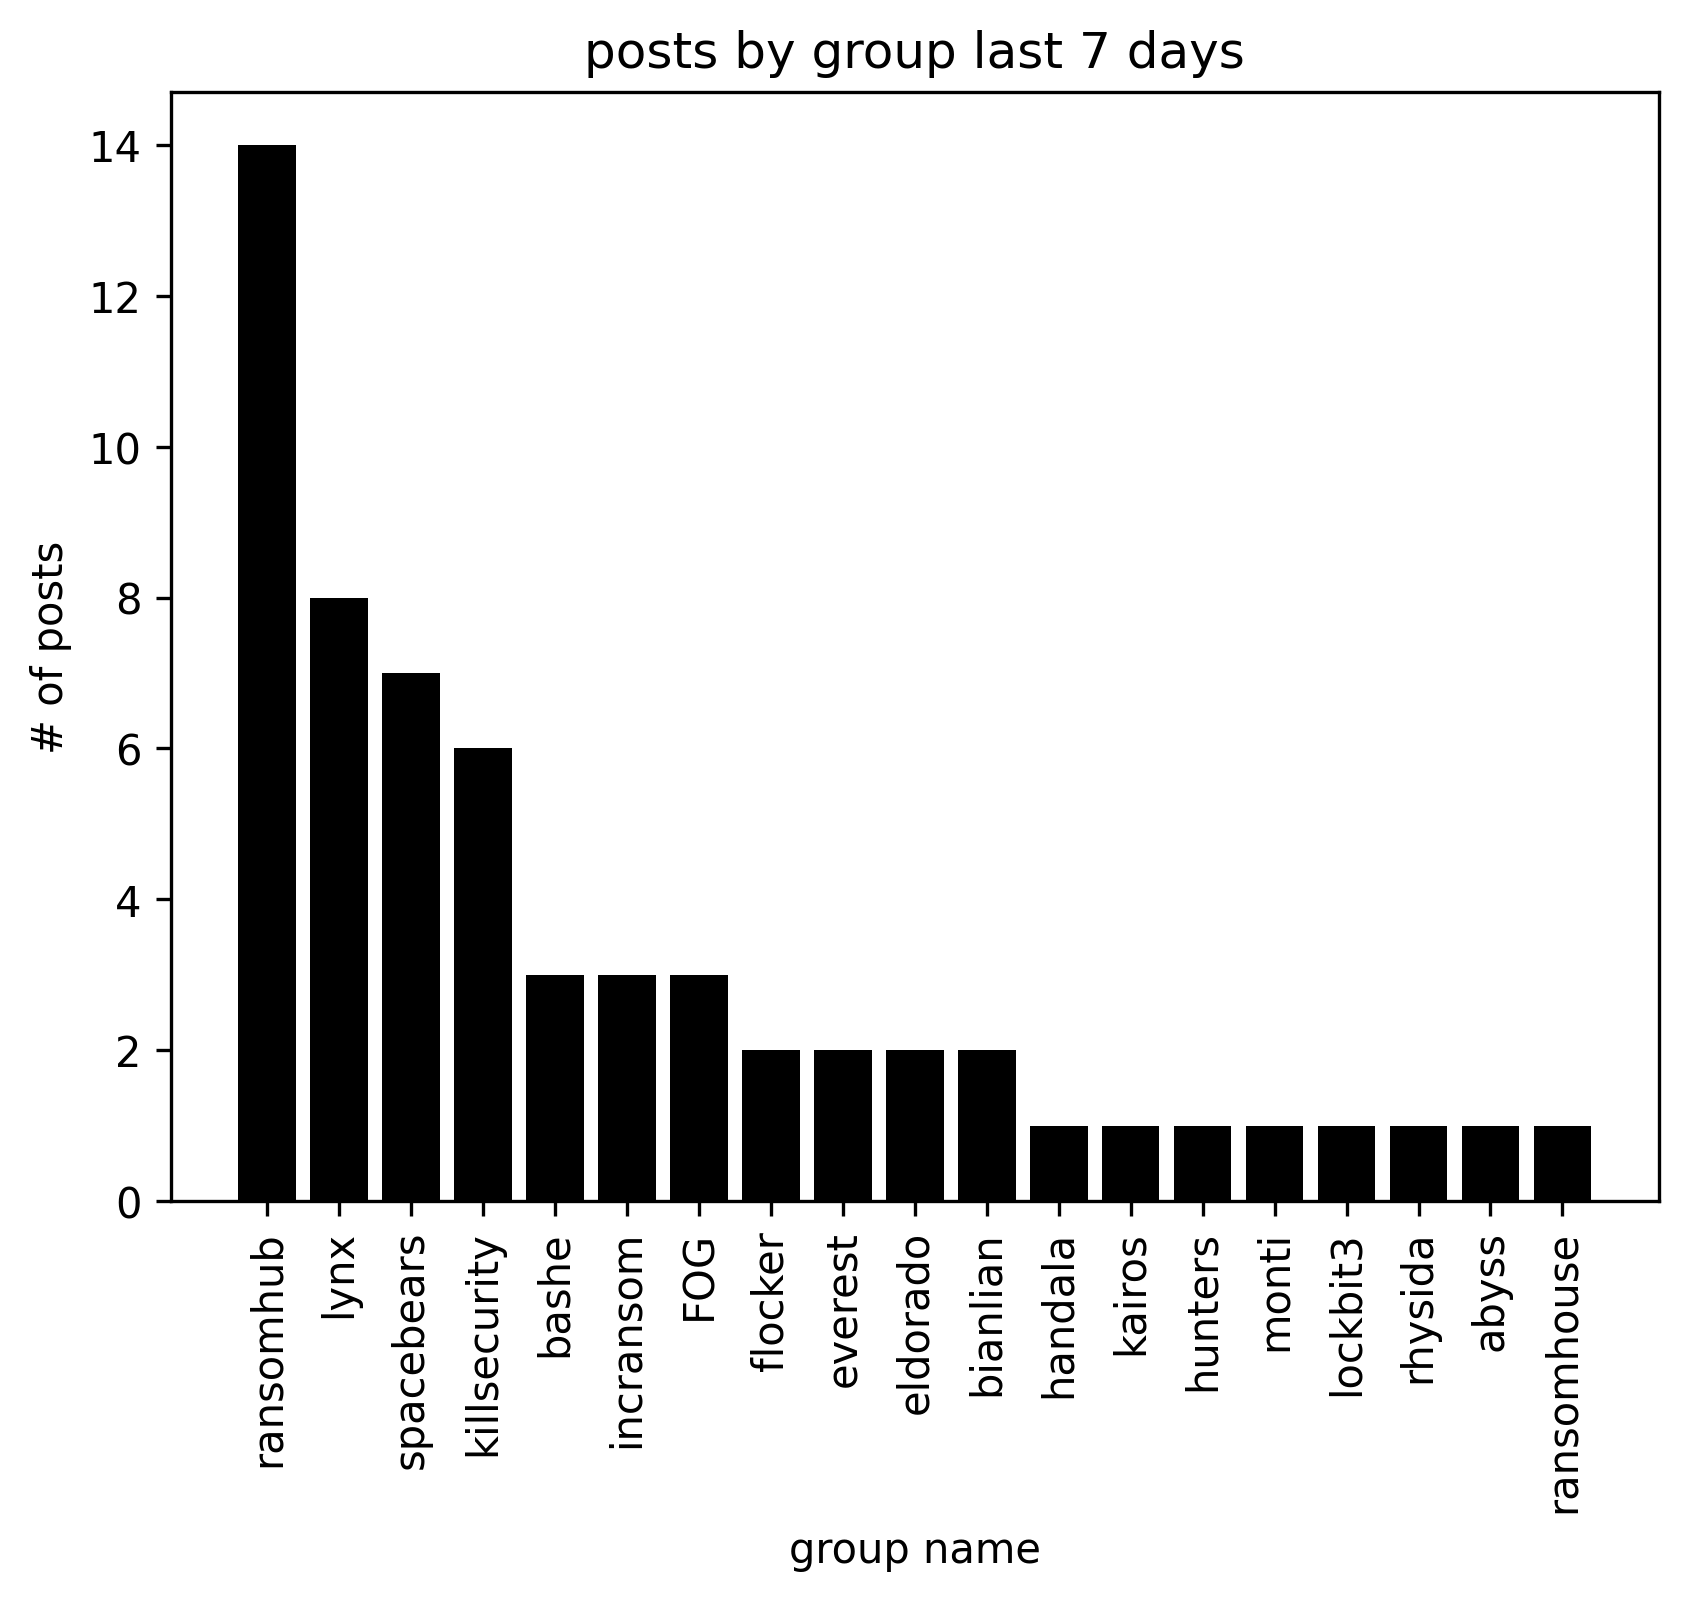 posts by group last 7 days
14
12
10
8
6
4
2
0
# of posts
ransomhub
lynx
spacebears
killsecurity
bashe
incransom
FOG
flocker
everest
eldorado
bianlian
handala
kairos
hunters
monti
lockbit3
rhysida
abyss
ransomhouse
group name